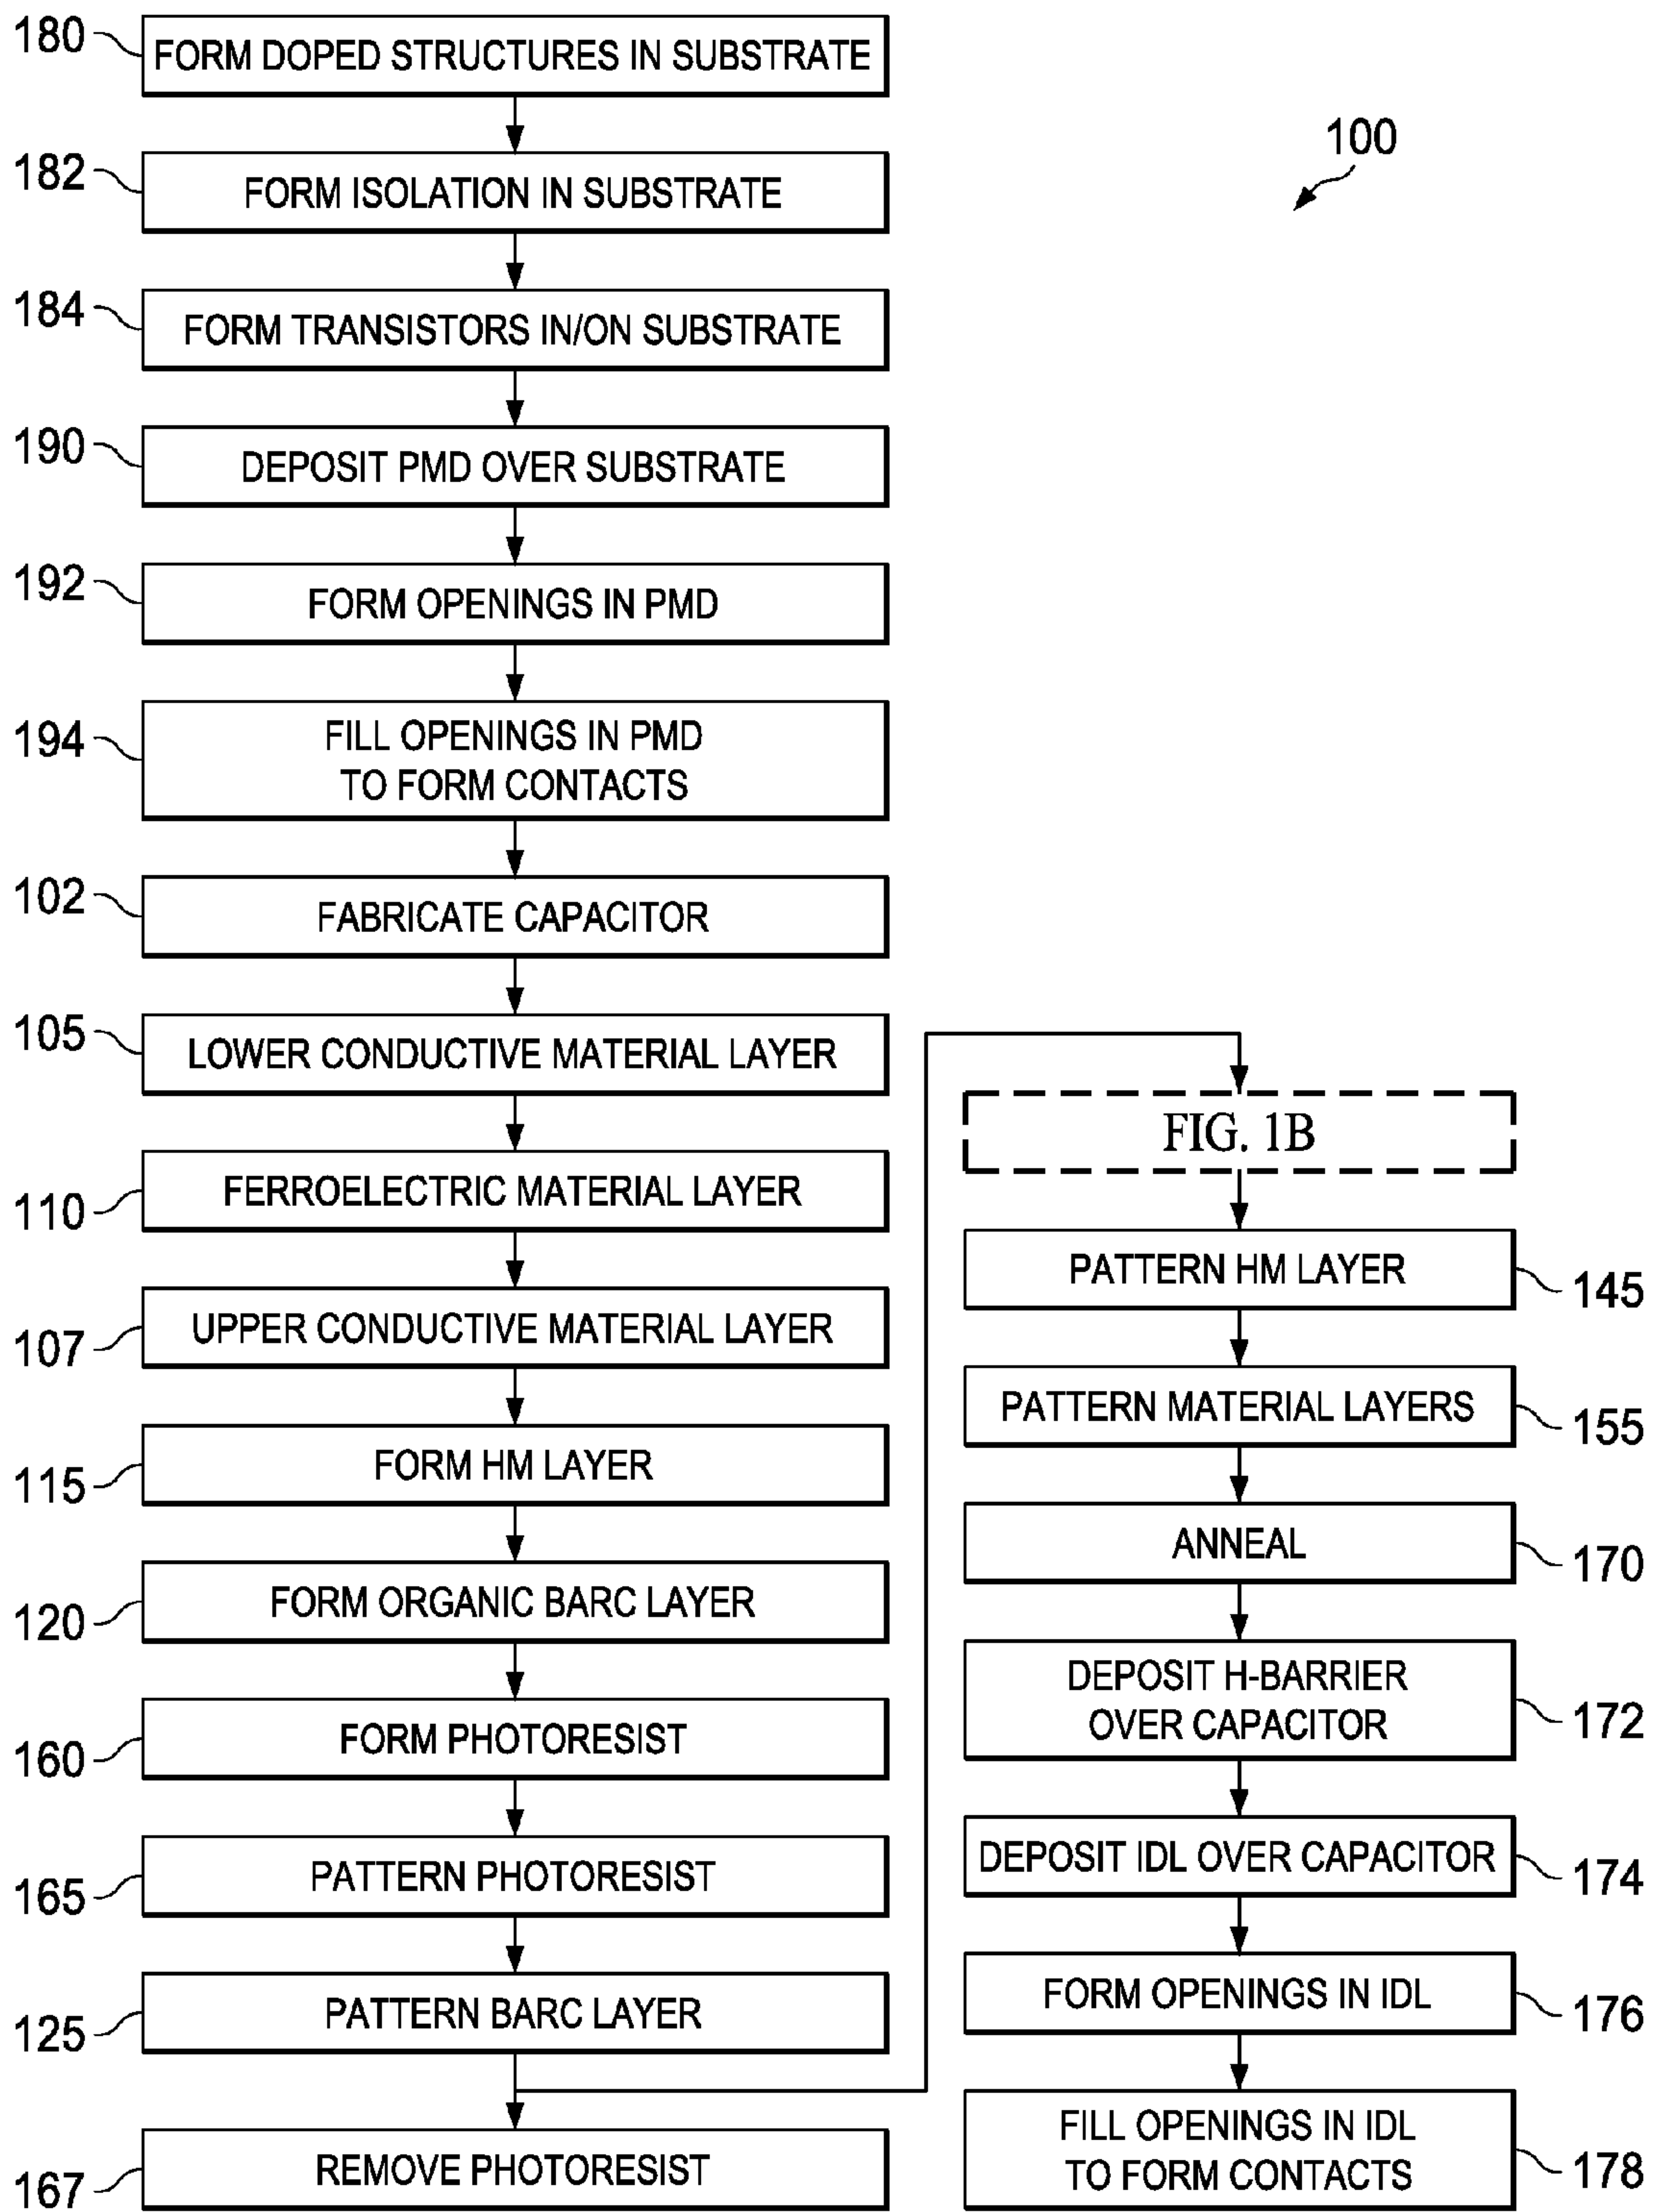 180
FORM DOPED STRUCTURES IN SUBSTRATE
182
FORM ISOLATION IN SUBSTRATE
100
184
FORM TRANSISTORS IN/ON SUBSTRATE
190
DEPOSIT PMD OVER SUBSTRATE
192
FORM OPENINGS IN PMD
194
FILL OPENINGS IN PMD
TO FORM CONTACTS
102
FABRICATE CAPACITOR
105
LOWER CONDUCTIVE MATERIAL LAYER
110
FERROELECTRIC MATERIAL LAYER
107
UPPER CONDUCTIVE MATERIAL LAYER
115
FORM HM LAYER
120
FORM ORGANIC BARC LAYER
160
FORM PHOTORESIST
165
PATTERN PHOTORESIST
125
PATTERN BARC LAYER
167
REMOVE PHOTORESIST
FIG. 1B
PATTERN HM LAYER
145
PATTERN MATERIAL LAYERS
155
ANNEAL
170
DEPOSIT H-BARRIER
OVER CAPACITOR
172
DEPOSIT IDL OVER CAPACITOR
174
FORM OPENINGS IN IDL
176
FILL OPENINGS IN IDL
TO FORM CONTACTS
178